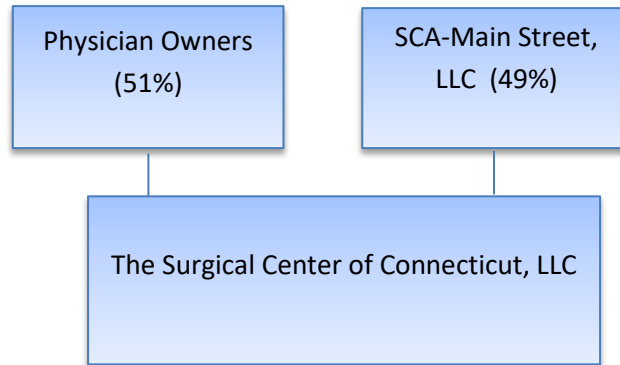 Physician Owners
(51%)
SCA-Main Street,
LLC (49%)
The Surgical Center of Connecticut, LLC